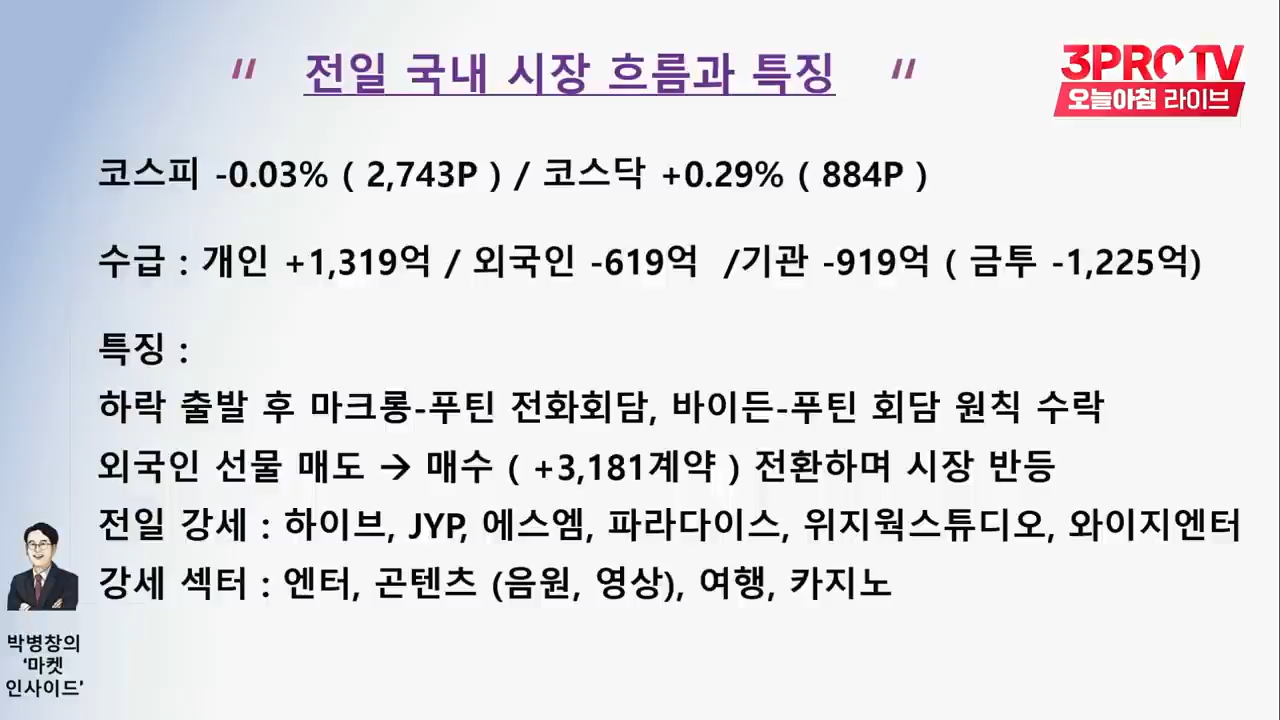 “ 전일 국내 시장 흐름과 특징 ”
3PROTV
오늘아침 라이브
코스피 -0.03% ( 2,743P ) / 코스닥 +0.29% ( 884P )
수급 : 개인 +1,319억 / 외국인 -619억 /기관 -919억 ( 금투 -1,225억)
특징 :
하락 출발 후 마크롱-푸틴 전화회담, 바이든-푸틴 회담 원칙 수락
외국인 선물 매도 → 매수 ( +3,181계약 ) 전환하며 시장 반등
전일 강세 : 하이브, JYP, 에스엠, 파라다이스, 위지윅스튜디오, 와이지엔터
강세 섹터 : 엔터, 곤텐츠 (음원, 영상), 여행, 카지노
박병창의
‘마켓
인사이드’